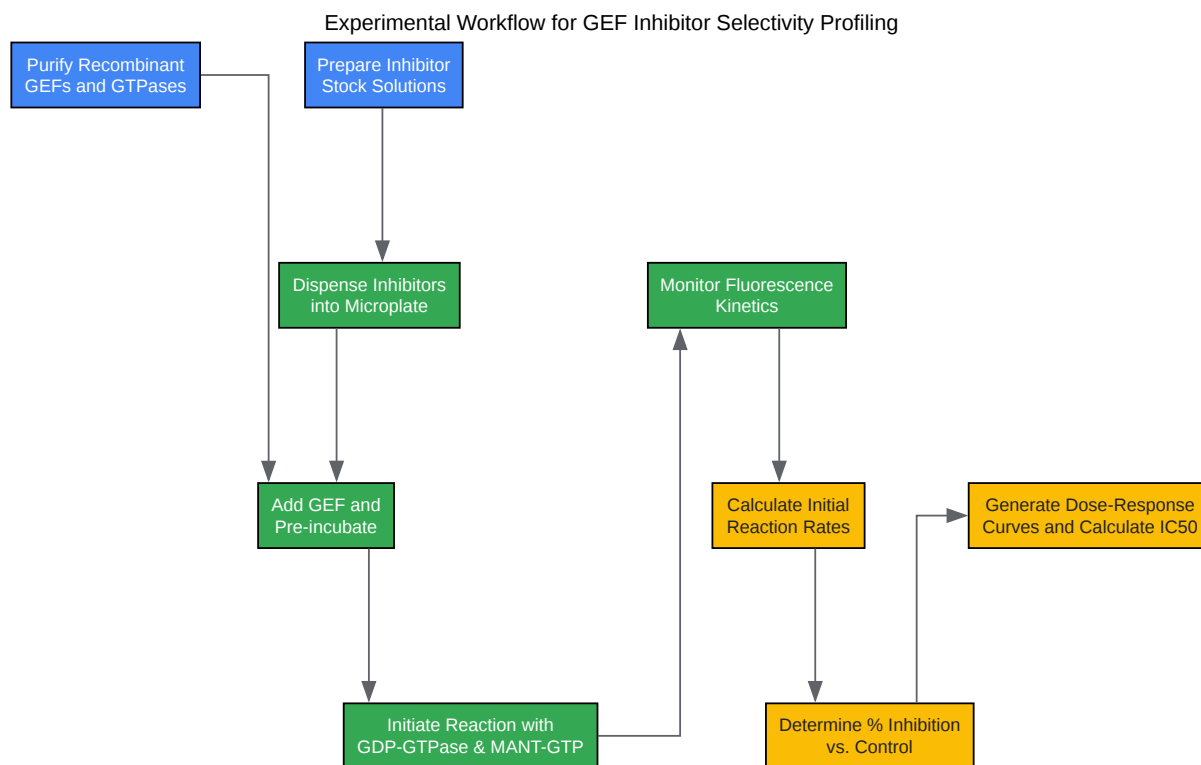 Experimental Workflow for GEF Inhibitor Selectivity Profiling
Purify Recombinant
GEFs and GTPases
Prepare Inhibitor
Stock Solutions
Dispense Inhibitors
into Microplate
Monitor Fluorescence
Kinetics
Add GEF and
Pre-incubate
Calculate Initial
Reaction Rates
Generate Dose-Response
Curves and Calculate IC50
Initiate Reaction with
GDP-GTPase & MANT-GTP
Determine % Inhibition
vs. Control